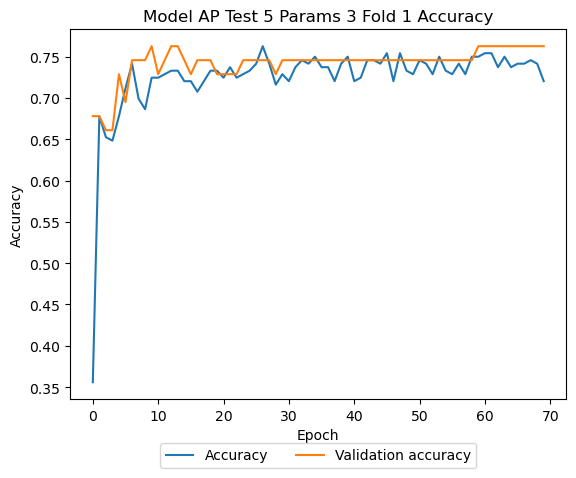 Model AP Test 5 Params 3 Fold 1 Accuracy
Accuracy
0.75
0.70
0.65
0.60
0.55
0.50
0.45
0.40
0.35
0 10 20 30 40 50 60 70
Epoch
Accuracy Validation accuracy